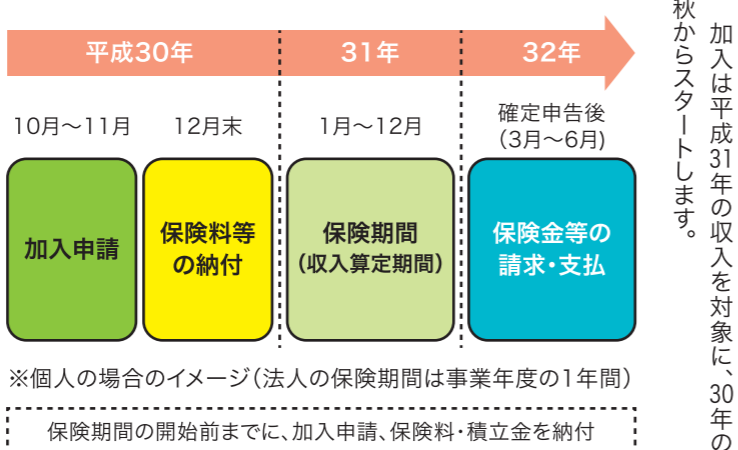 加入は平成31年の収入を対象に、30年の
秋からスタートします。
平成30年
31年
32年
10月～11月
12月末
1月～12月
確定申告後
(3月～6月)
加入申請
保険料等
の納付
保険期間
(収入算定期間)
保険金等の
請求・支払
※個人の場合のイメージ(法人の保険期間は事業年度の1年間)
保険期間の開始前までに、加入申請、保険料・積立金を納付